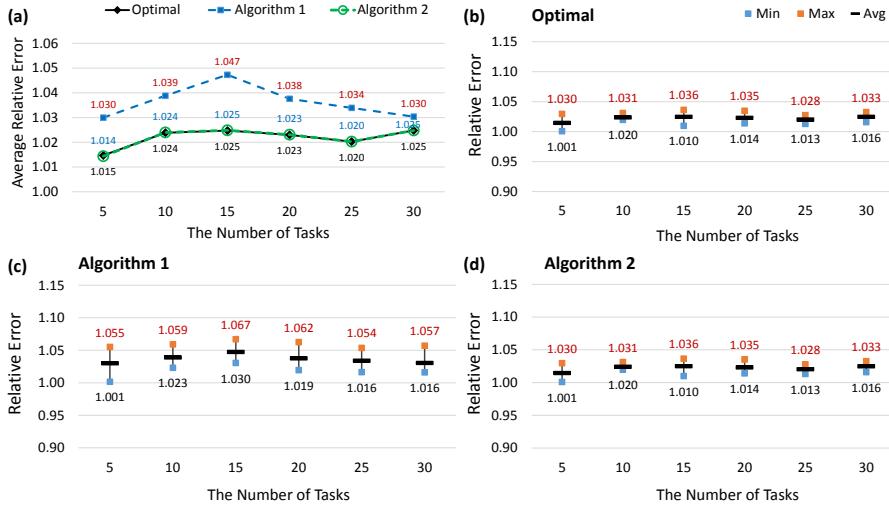 (a)
Optimal Algorithm 1 Algorithm 2
Average Relative Error
1.06
1.05
1.04
1.03
1.02
1.01
1.00
1.030 1.039 1.047 1.038 1.034 1.030
1.014 1.024 1.025 1.023 1.020 1.025
1.015 1.024 1.025 1.023 1.020 1.025
5 10 15 20 25 30
The Number of Tasks
(b) Optimal
Min Max Avg
Relative Error
1.15
1.10
1.05
1.00
0.95
0.90
1.030 1.031 1.036 1.035 1.028 1.033
1.001 1.020 1.010 1.014 1.013 1.016
5 10 15 20 25 30
The Number of Tasks
(c) Algorithm 1
Relative Error
1.15
1.10
1.05
1.00
0.95
0.90
1.055 1.059 1.067 1.062 1.054 1.057
1.001 1.023 1.030 1.019 1.016 1.016
5 10 15 20 25 30
The Number of Tasks
(d) Algorithm 2
Relative Error
1.15
1.10
1.05
1.00
0.95
0.90
1.030 1.031 1.036 1.035 1.028 1.033
1.001 1.020 1.010 1.014 1.013 1.016
5 10 15 20 25 30
The Number of Tasks